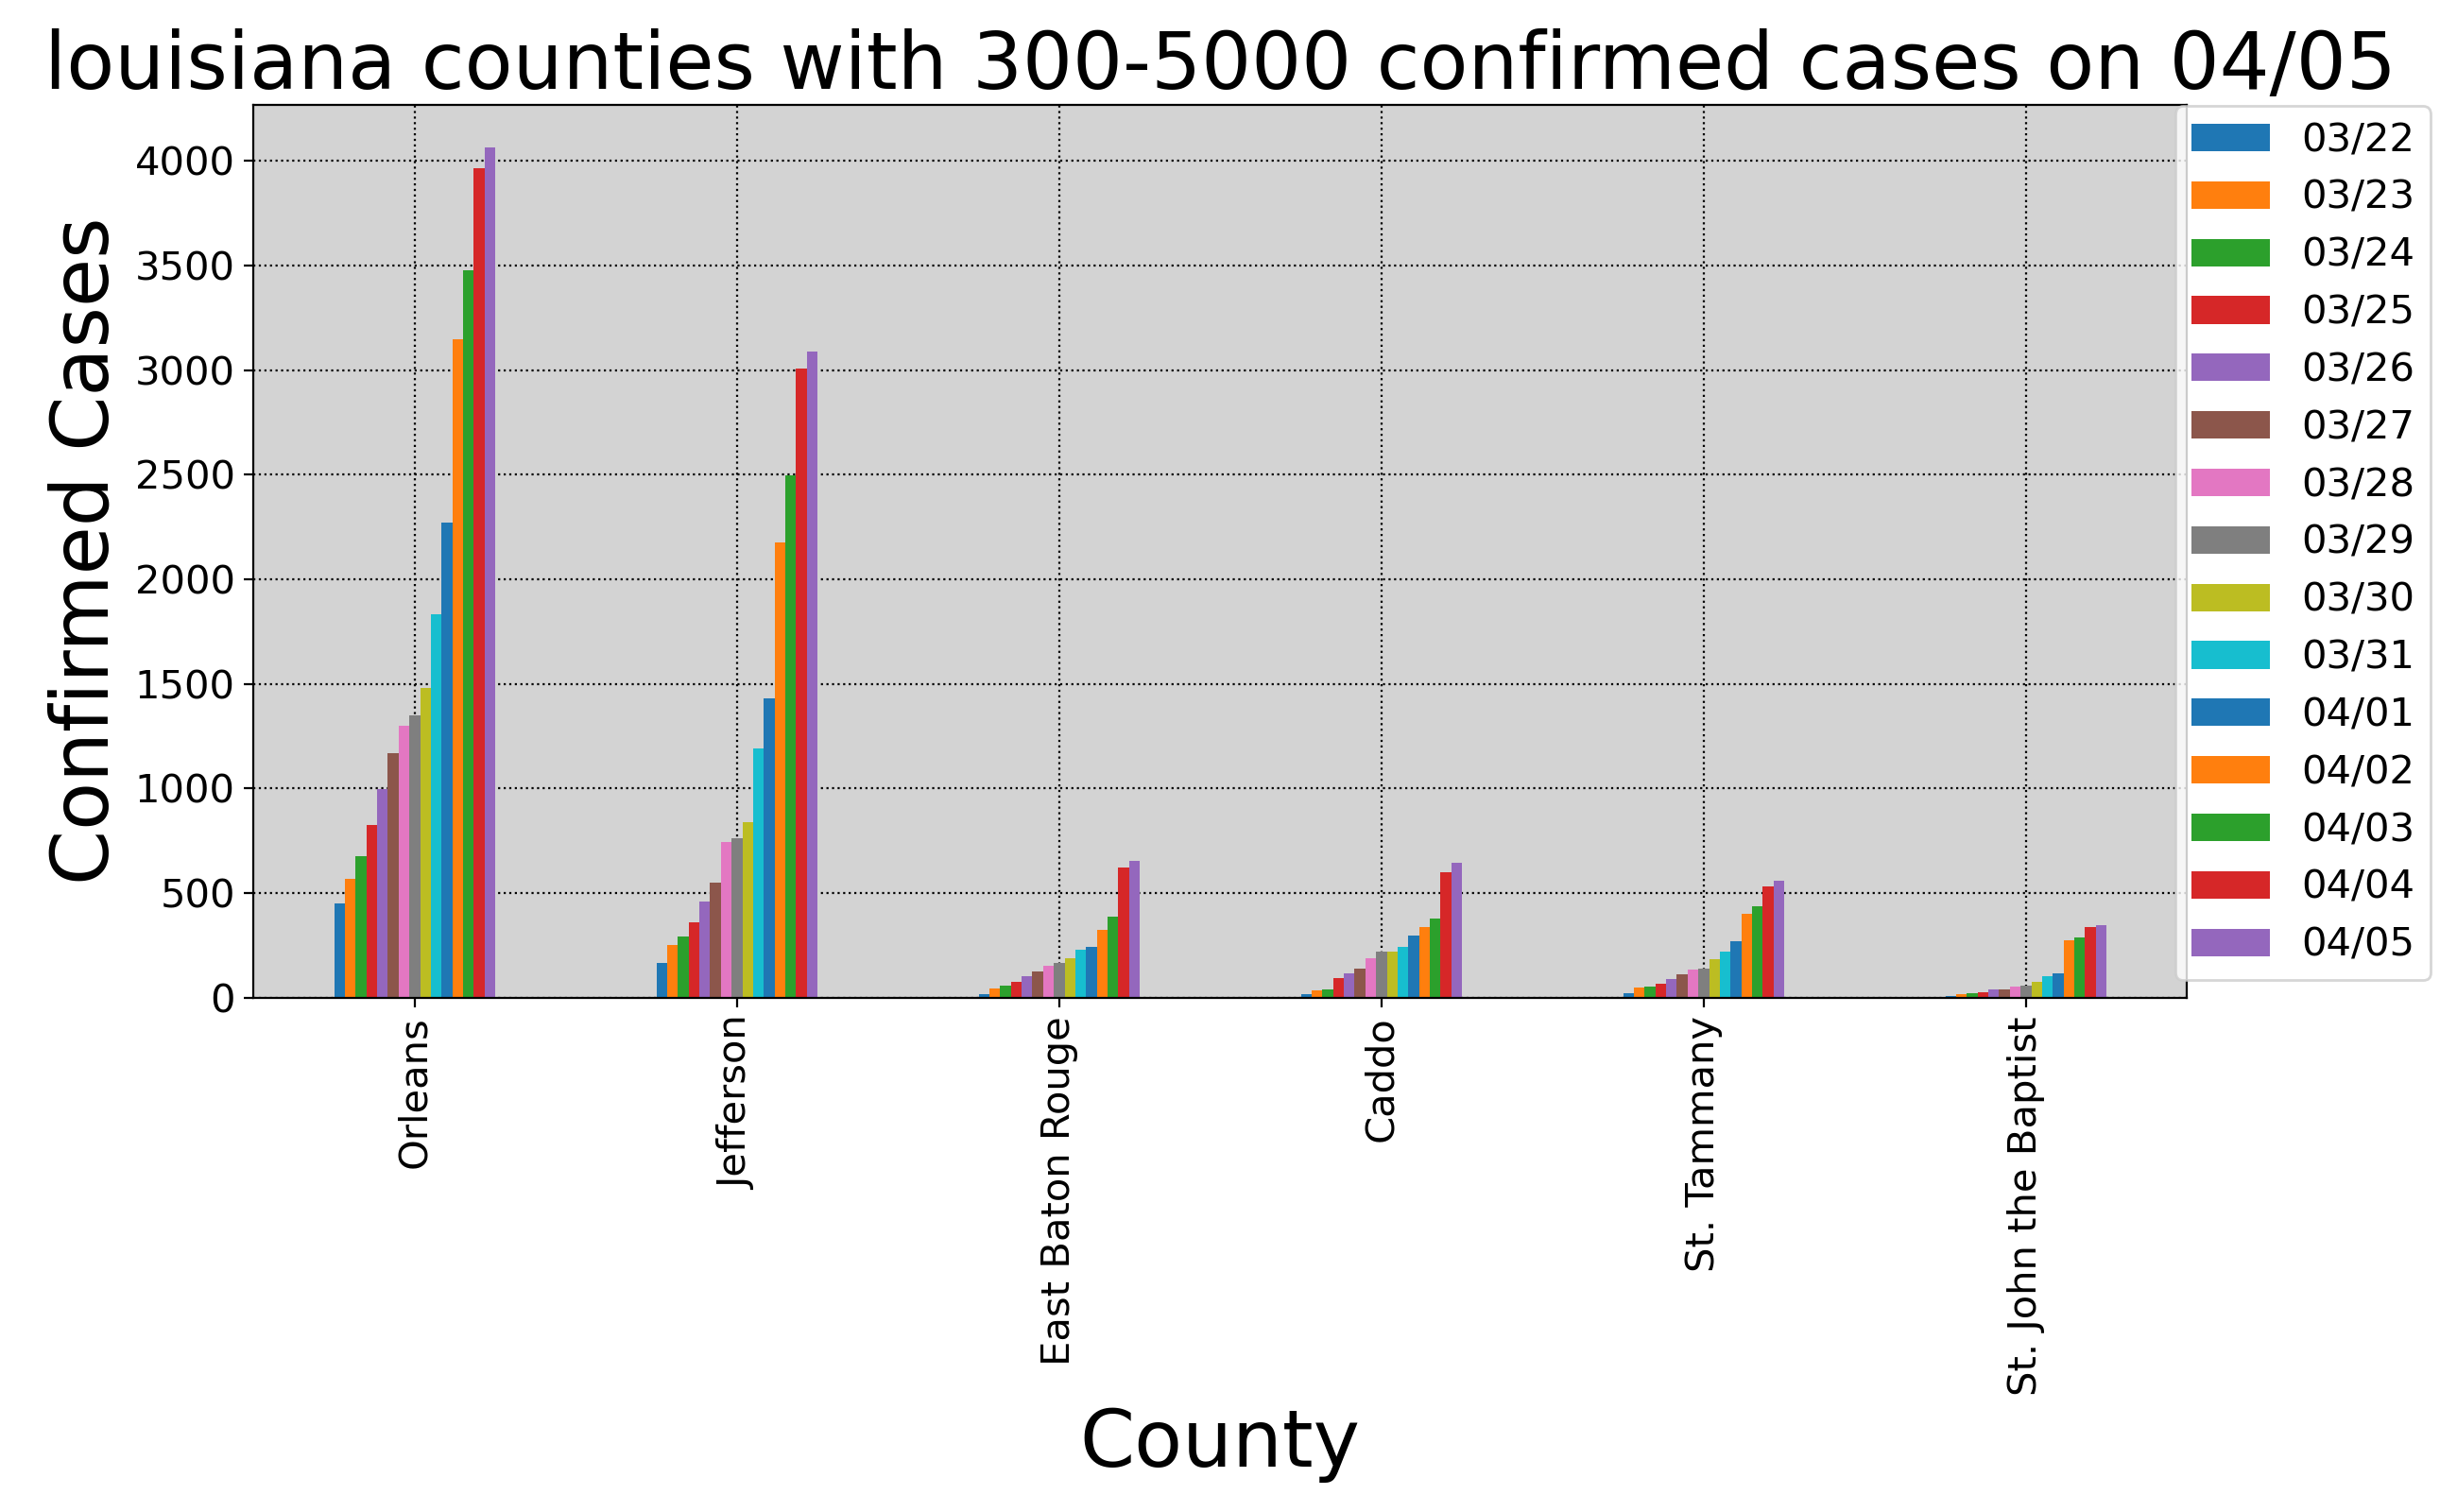 louisiana counties with 300-5000 confirmed cases on 04/05
Confirmed Cases
4000
3500
3000
2500
2000
1500
1000
500
0
Orleans
Jefferson
East Baton Rouge
Caddo
St. Tammany
St. John the Baptist
County
03/22
03/23
03/24
03/25
03/26
03/27
03/28
03/29
03/30
03/31
04/01
04/02
04/03
04/04
04/05